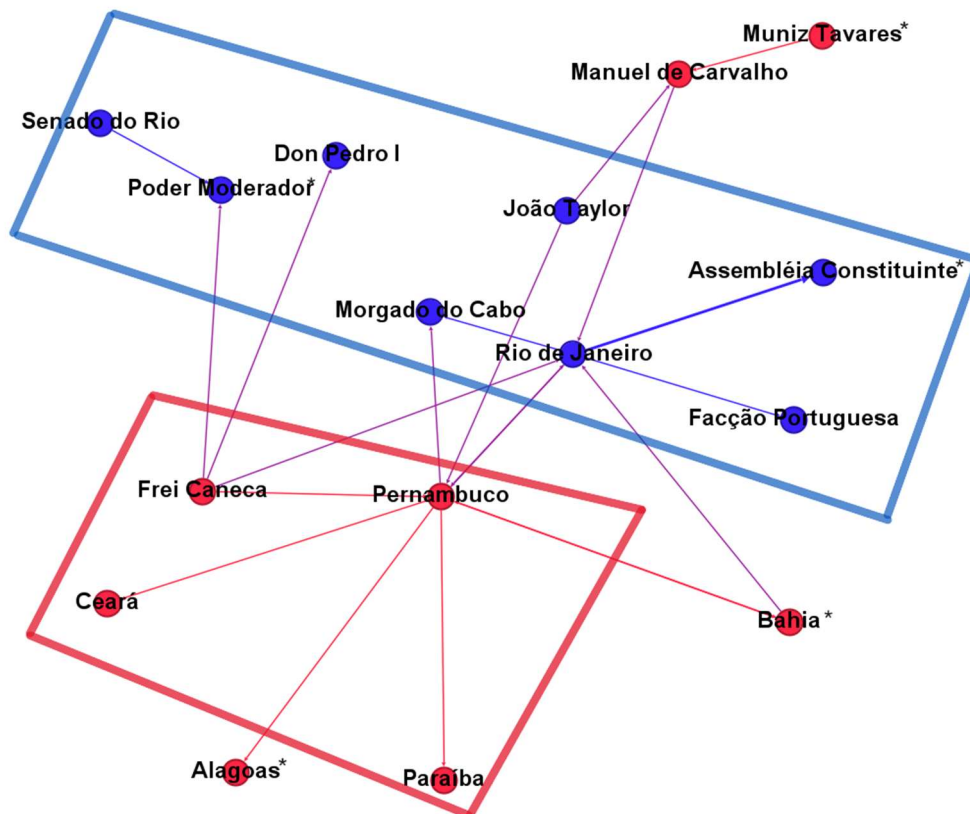 Muniz Tavares*
Manuel de Carvalho
Senado do Rio
Don Pedro I
Poder Moderador*
João Taylor
Assembléia Constituinte*
Morgado do Cabo
Rio de Janeiro
Facção Portuguesa
Frei Caneca
Pernambuco
Ceará
Bahia*
Alagoas*
Paraíba